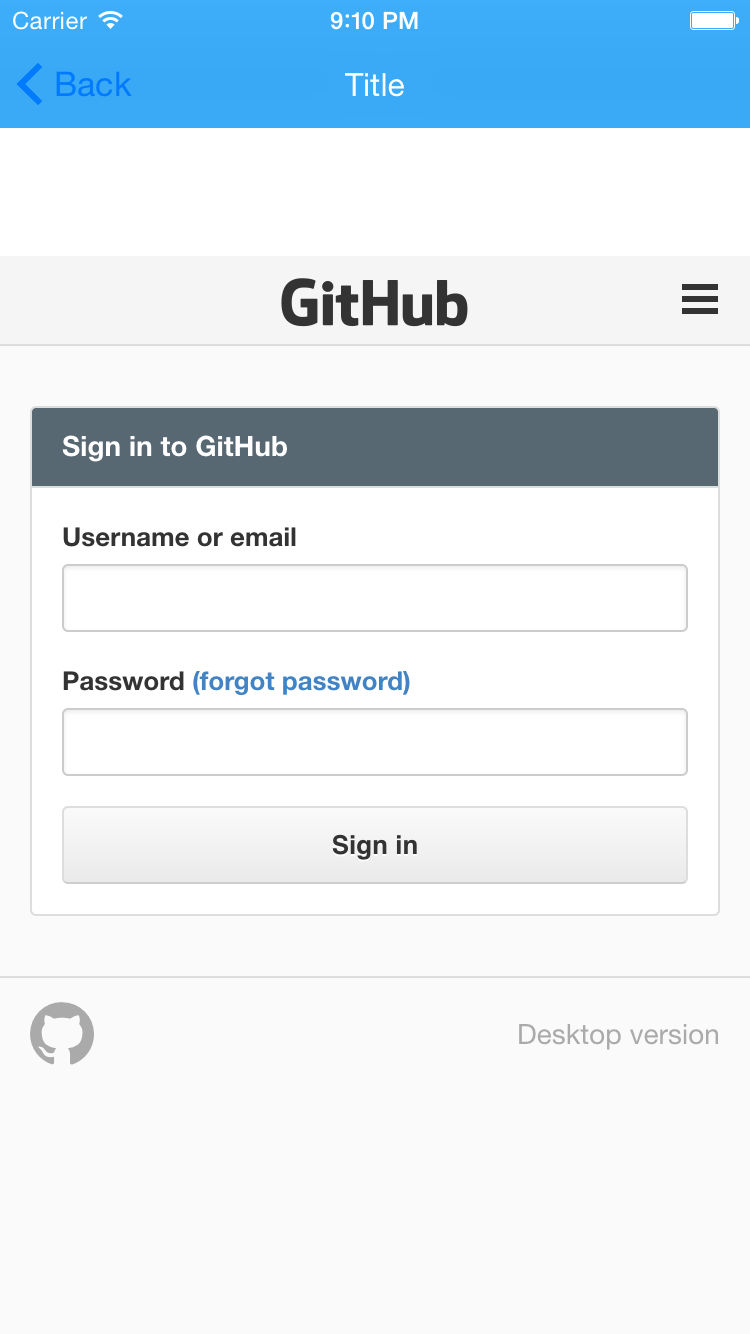 Carrier 9:10 PM
Back Title
GitHub
Sign in to GitHub
Username or email
Password (forgot password)
Sign in
Desktop version